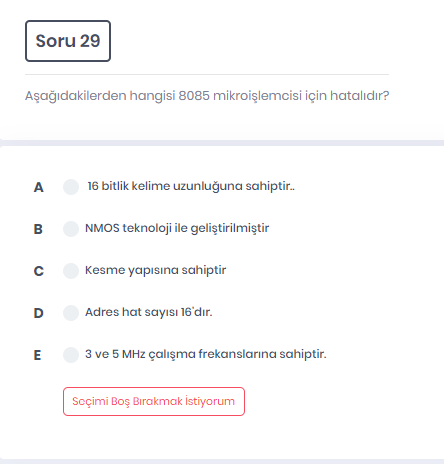 Soru 29
Aşağıdakilerden hangisi 8085 mikroişlemcisi için hatalıdır?
A 16 bitlik kelime uzunluğuna sahiptir..
B NMOS teknoloji ile geliştirilmiştir
C Kesme yapısına sahiptir
D Adres hat sayısı 16'dır.
E 3 ve 5 MHz çalışma frekanslarına sahiptir.
Seçimi Boş Bırakmak İstiyorum